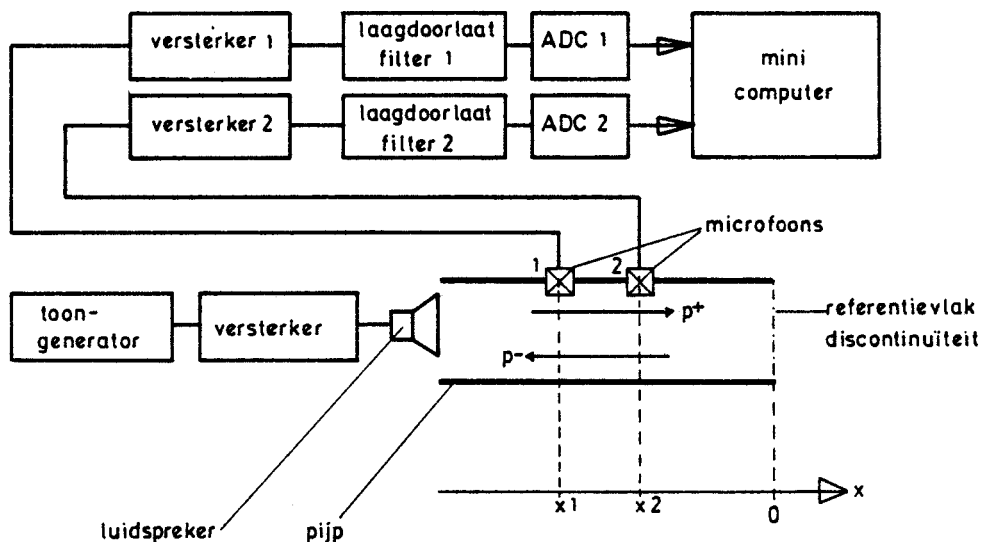 versterker 1
laagdoorlaat
filter 1
ADC 1
mini
computer
versterker 2
laagdoorlaat
filter 2
ADC 2
microfoons
1
2
toon-
generator
versterker
p+
p-
referentievlak
discontinuïteit
x1
x2
0
x
luidspreker
pijp